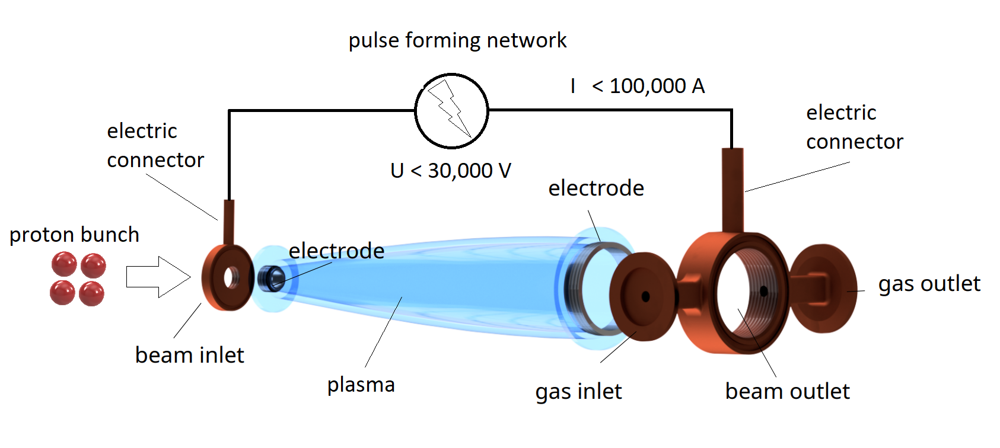 pulse forming network
I < 100,000 A
U < 30,000 V
electric
connector
electric
connector
electrode
proton bunch
electrode
gas outlet
beam inlet
plasma
gas inlet
beam outlet